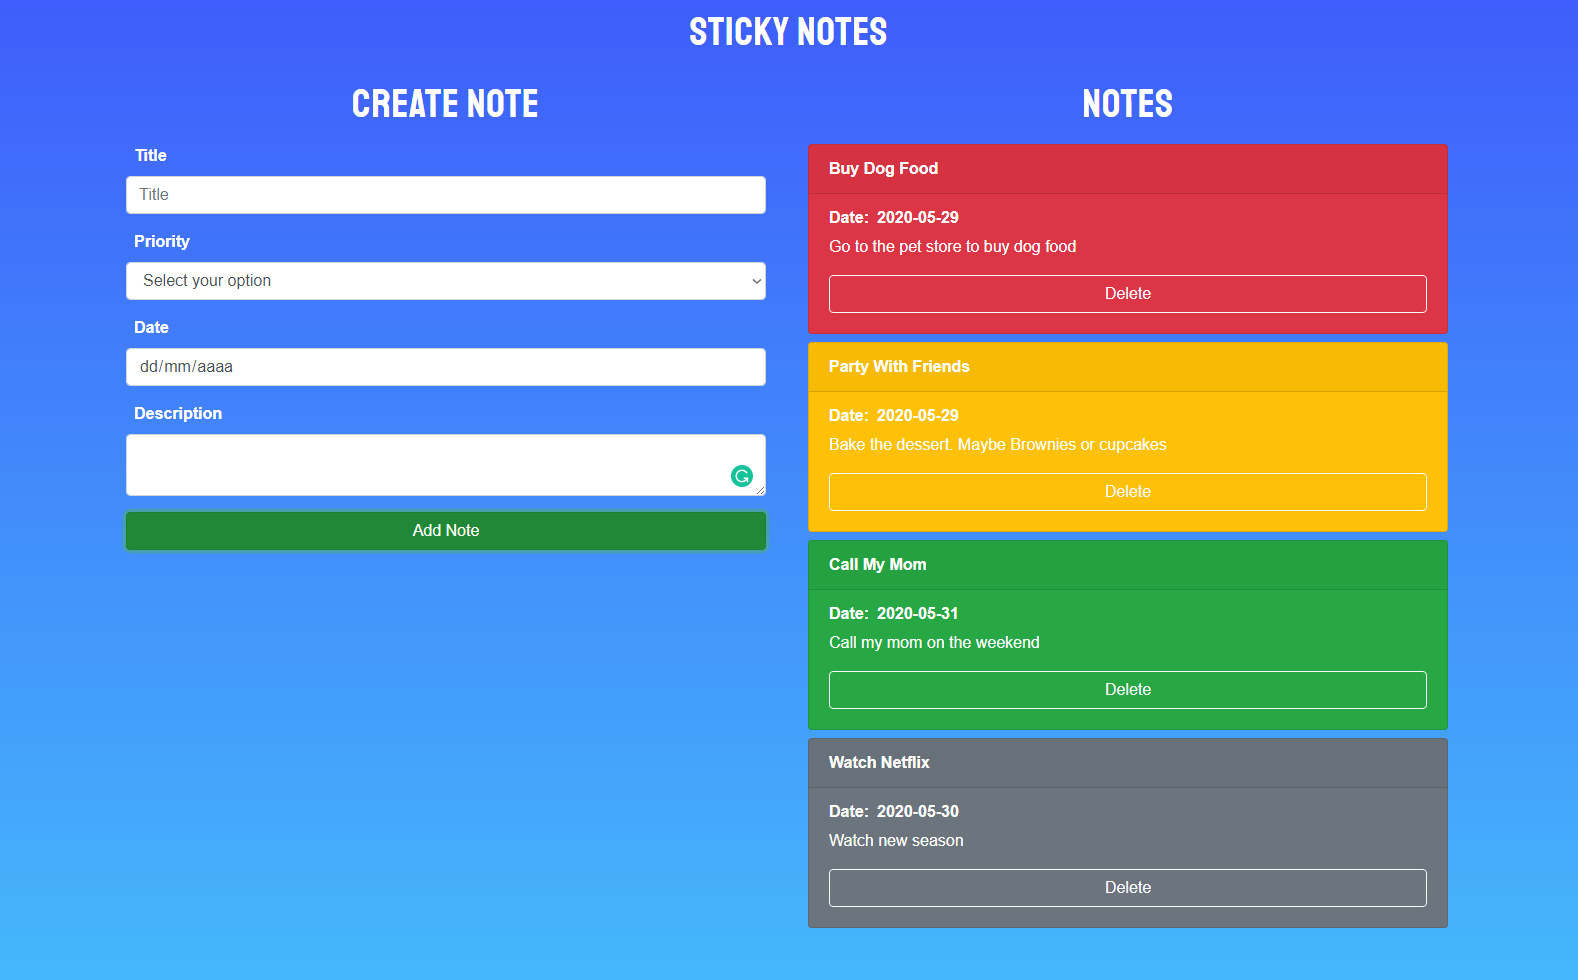 STICKY NOTES
CREATE NOTE
Title
Title
Priority
Select your option
Date
dd/mm/aaaa
Description
Add Note
NOTES
Buy Dog Food
Date: 2020-05-29
Go to the pet store to buy dog food
Delete
Party With Friends
Date: 2020-05-29
Bake the dessert. Maybe Brownies or cupcakes
Delete
Call My Mom
Date: 2020-05-31
Call my mom on the weekend
Delete
Watch Netflix
Date: 2020-05-30
Watch new season
Delete